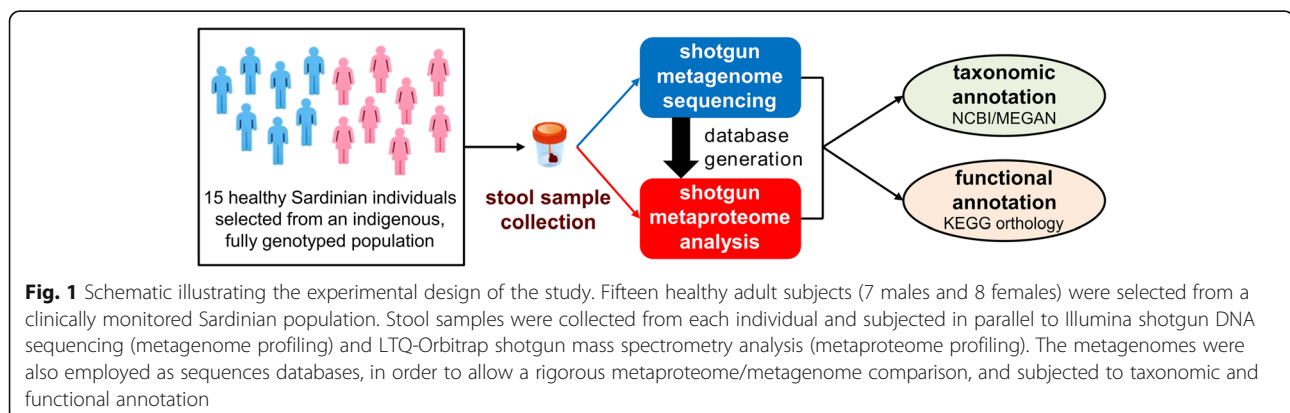 15 healthy Sardinian individuals
selected from an indigenous,
fully genotyped population
stool sample
collection
shotgun
metagenome
sequencing
database
generation
shotgun
metaproteome
analysis
taxonomic
annotation
NCBI/MEGAN
functional
annotation
KEGG orthology
Fig. 1 Schematic illustrating the experimental design of the study. Fifteen healthy adult subjects (7 males and 8 females) were selected from a
clinically monitored Sardinian population. Stool samples were collected from each individual and subjected in parallel to Illumina shotgun DNA
sequencing (metagenome profiling) and LTQ-Orbitrap shotgun mass spectrometry analysis (metaproteome profiling). The metagenomes were
also employed as sequences databases, in order to allow a rigorous metaproteome/metagenome comparison, and subjected to taxonomic and
functional annotation